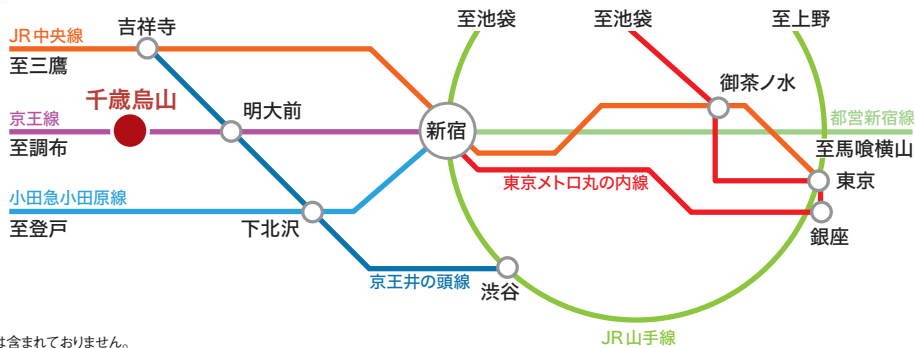 至池袋
至池袋
至上野
吉祥寺
JR中央線
至三鷹
御茶ノ水
千歳烏山
明大前
京王線
新宿
都営新宿線
至調布
至馬喰横山
東京メトロ丸の内線
東京
小田急小田原線
至登戸
下北沢
銀座
京王井の頭線
渋谷
JR山手線
は含まれておりません。